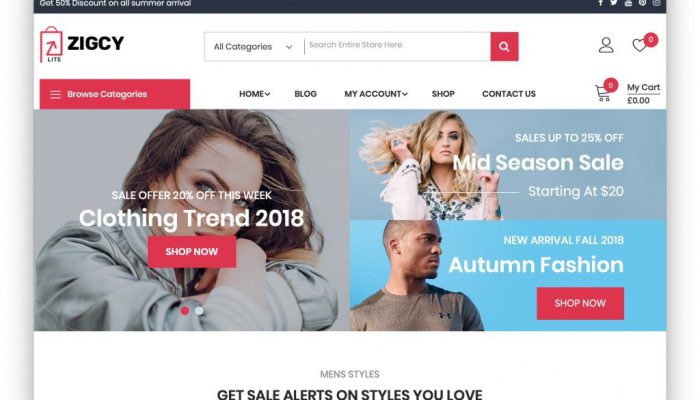 Get 50% Discount on all summer arrival
ZIGCY
LITE
All Categories
Search Entire Store Here
0
Browse Categories
HOME
BLOG
MY ACCOUNT
SHOP
CONTACT US
0
My Cart
£0.00
SALE OFFER 20% OFF THIS WEEK
Clothing Trend 2018
SHOP NOW
SALES UP TO 25% OFF
Mid Season Sale
Starting At $20
NEW ARRIVAL FALL 2018
Autumn Fashion
SHOP NOW
MENS STYLES
GET SALE ALERTS ON STYLES YOU LOVE